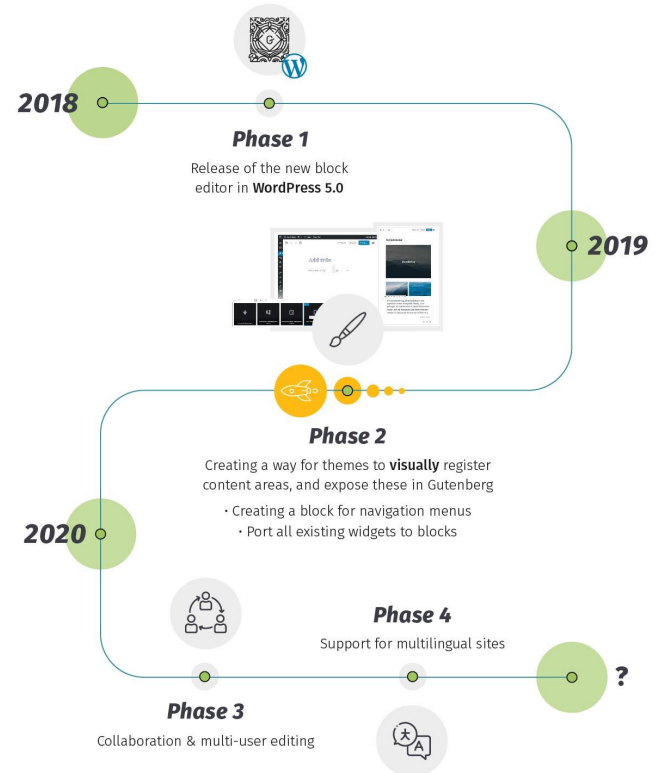 2018
Phase 1
Release of the new block
editor in WordPress 5.0
2019
Add title
Phase 2
Creating a way for themes to visually register
content areas, and expose these in Gutenberg
• Creating a block for navigation menus
• Port all existing widgets to blocks
2020
Phase 4
Support for multilingual sites
?
Phase 3
Collaboration & multi-user editing